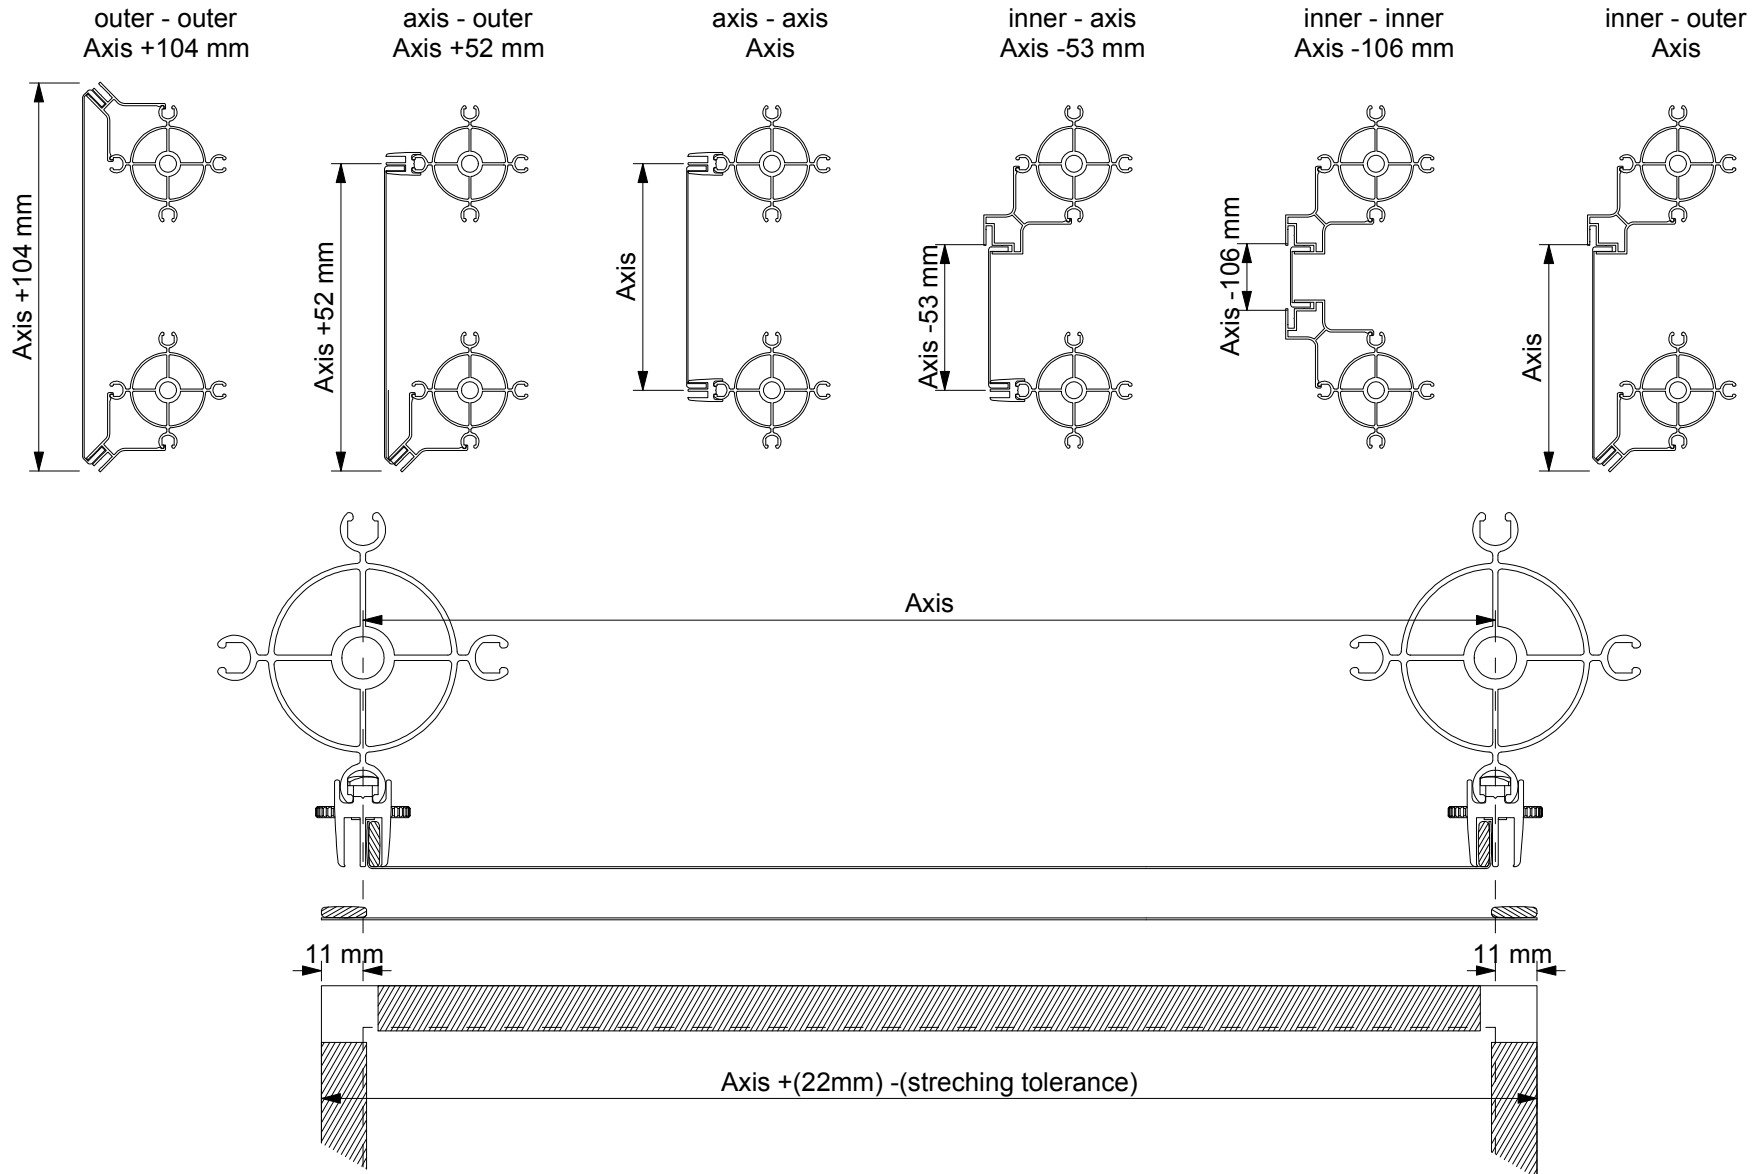 outer - outer
Axis +104 mm
axis - outer
Axis +52 mm
axis - axis
Axis
inner - axis
Axis -53 mm
inner - inner
Axis -106 mm
inner - outer
Axis
Axis +104 mm
Axis +52 mm
Axis
Axis -53 mm
Axis -106 mm
Axis
Axis
11 mm
11 mm
Axis +(22mm) -(streching tolerance)